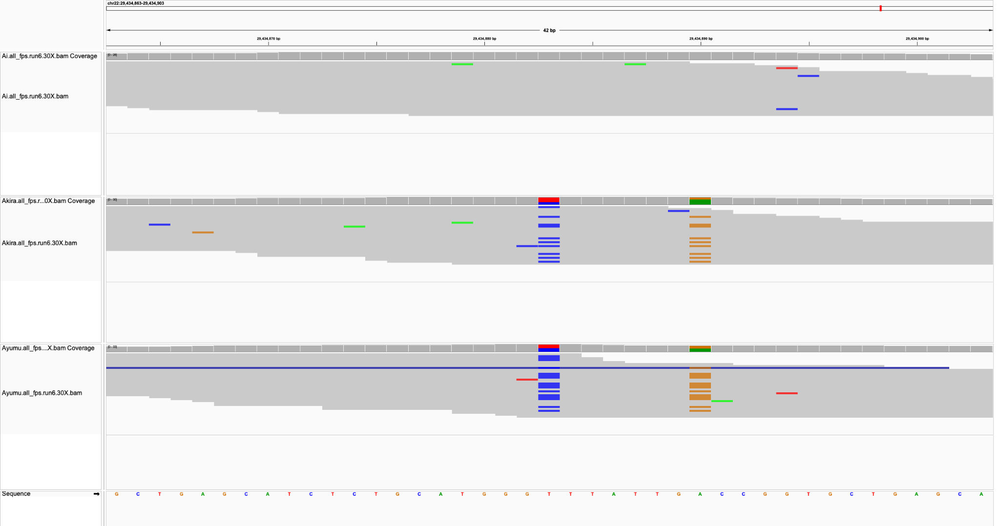 chr22:29,434,863-29,434,903
42 bp
29,434,870 bp 29,434,880 bp 29,434,890 bp 29,434,900 bp
Ai.all_fps.run6.30X.bam Coverage
[0 - 28]
Ai.all_fps.run6.30X.bam
Akira.all_fps.r...0X.bam Coverage
[0 - 30]
Akira.all_fps.run6.30X.bam
Ayumu.all_fps....X.bam Coverage
[0 - 33]
Ayumu.all_fps.run6.30X.bam
Sequence G C T G A G C A T C T C T G C A T G G G T T T A T T G A C C G G T G C T G A G C A